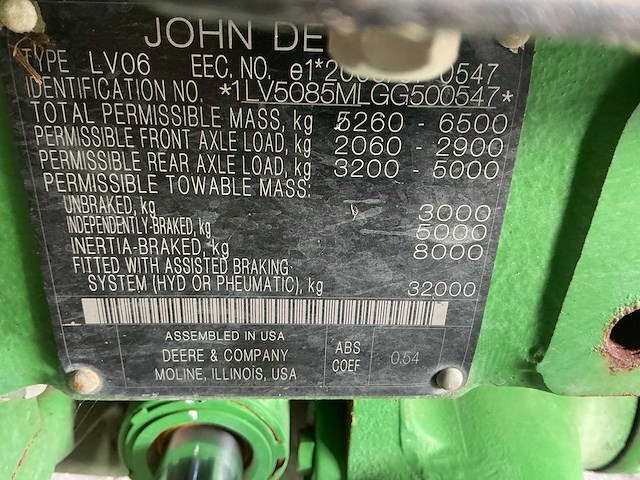 JOHN DE
TYPE LV06 EEC. NO. 0547
IDENTIFICATION NO. *1LV5085MLGG500547*
TOTAL PERMISSIBLE MASS, kg 5260 - 6500
PERMISSIBLE FRONT AXLE LOAD, kg 2060 - 2900
PERMISSIBLE REAR AXLE LOAD, kg 3200 - 5000
PERMISSIBLE TOWABLE MASS:
UNBRAKED, kg 3000
INDEPENDENTLY-BRAKED, kg 5000
INERTIA-BRAKED, kg 8000
FITTED WITH ASSISTED BRAKING-
SYSTEM (HYD OR PNEUMATIC), kg 32000
ASSEMBLED IN USA
DEERE & COMPANY ABS
MOLINE, ILLINOIS, USA COEF 0.54